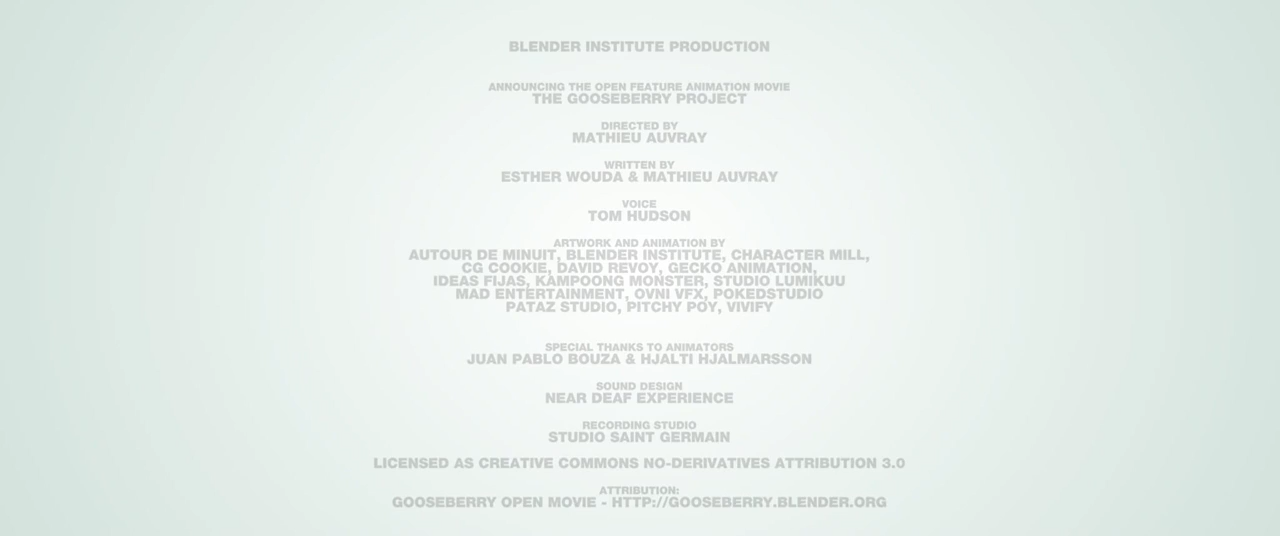 BLENDER INSTITUTE PRODUCTION
ANNOUNCING THE OPEN FEATURE ANIMATION MOVIE
THE GOOSEBERRY PROJECT
DIRECTED BY
MATHIEU AUVRAY
WRITTEN BY
ESTHER WOUDA & MATHIEU AUVRAY
VOICE
TOM HUDSON
ARTWORK AND ANIMATION BY
AUTOUR DE MINUIT, BLENDER INSTITUTE, CHARACTER MILL,
CG COOKIE, DAVID REVOY, GECKO ANIMATION,
IDEAS FIJAS, KAMPOONG MONSTER, STUDIO LUMIKUU
MAD ENTERTAINMENT, OVNI VFX, POKEDSTUDIO
PATAZ STUDIO, PITCHY POY, VIVIFY
SPECIAL THANKS TO ANIMATORS
JUAN PABLO BOUZA & HJALTI HJALMARSSON
SOUND DESIGN
NEAR DEAF EXPERIENCE
RECORDING STUDIO
STUDIO SAINT GERMAIN
LICENSED AS CREATIVE COMMONS NO-DERIVATIVES ATTRIBUTION 3.0
ATTRIBUTION:
GOOSEBERRY OPEN MOVIE - HTTP://GOOSEBERRY.BLENDER.ORG